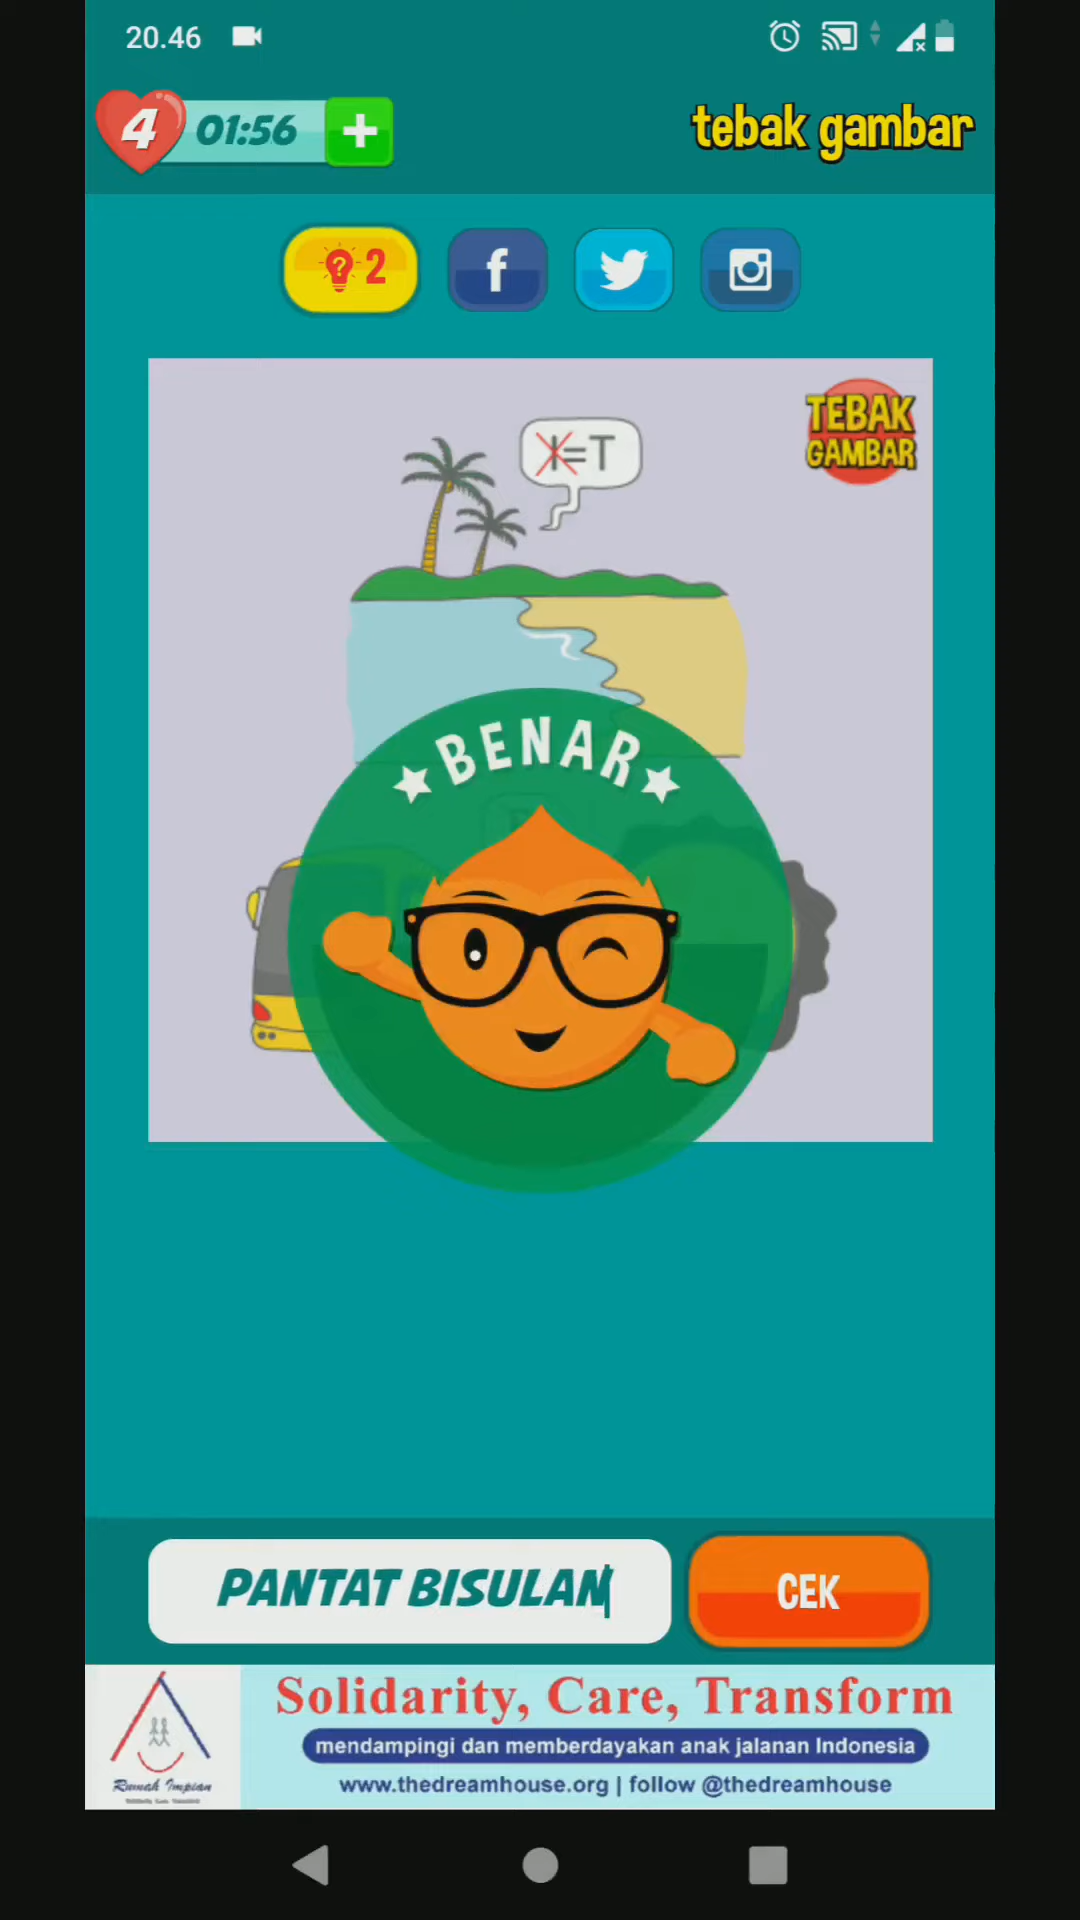 20.46
4 01:56 +
tebak gambar
2 f
TEBAK
GAMBAR
I=T
BENAR
PANTAT BISULAN
CEK
Solidarity, Care, Transform
mendampingi dan memberdayakan anak jalanan Indonesia
Rumah Impian
www.thedreamhouse.org | follow @thedreamhouse